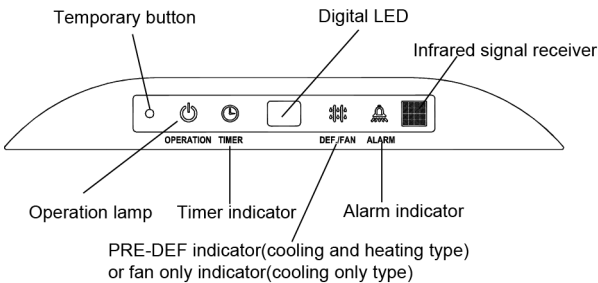 Temporary button
Digital LED
Infrared signal receiver
OPERATION TIMER DEF./FAN ALARM
Operation lamp
Timer indicator
Alarm indicator
PRE-DEF indicator(cooling and heating type)
or fan only indicator(cooling only type)